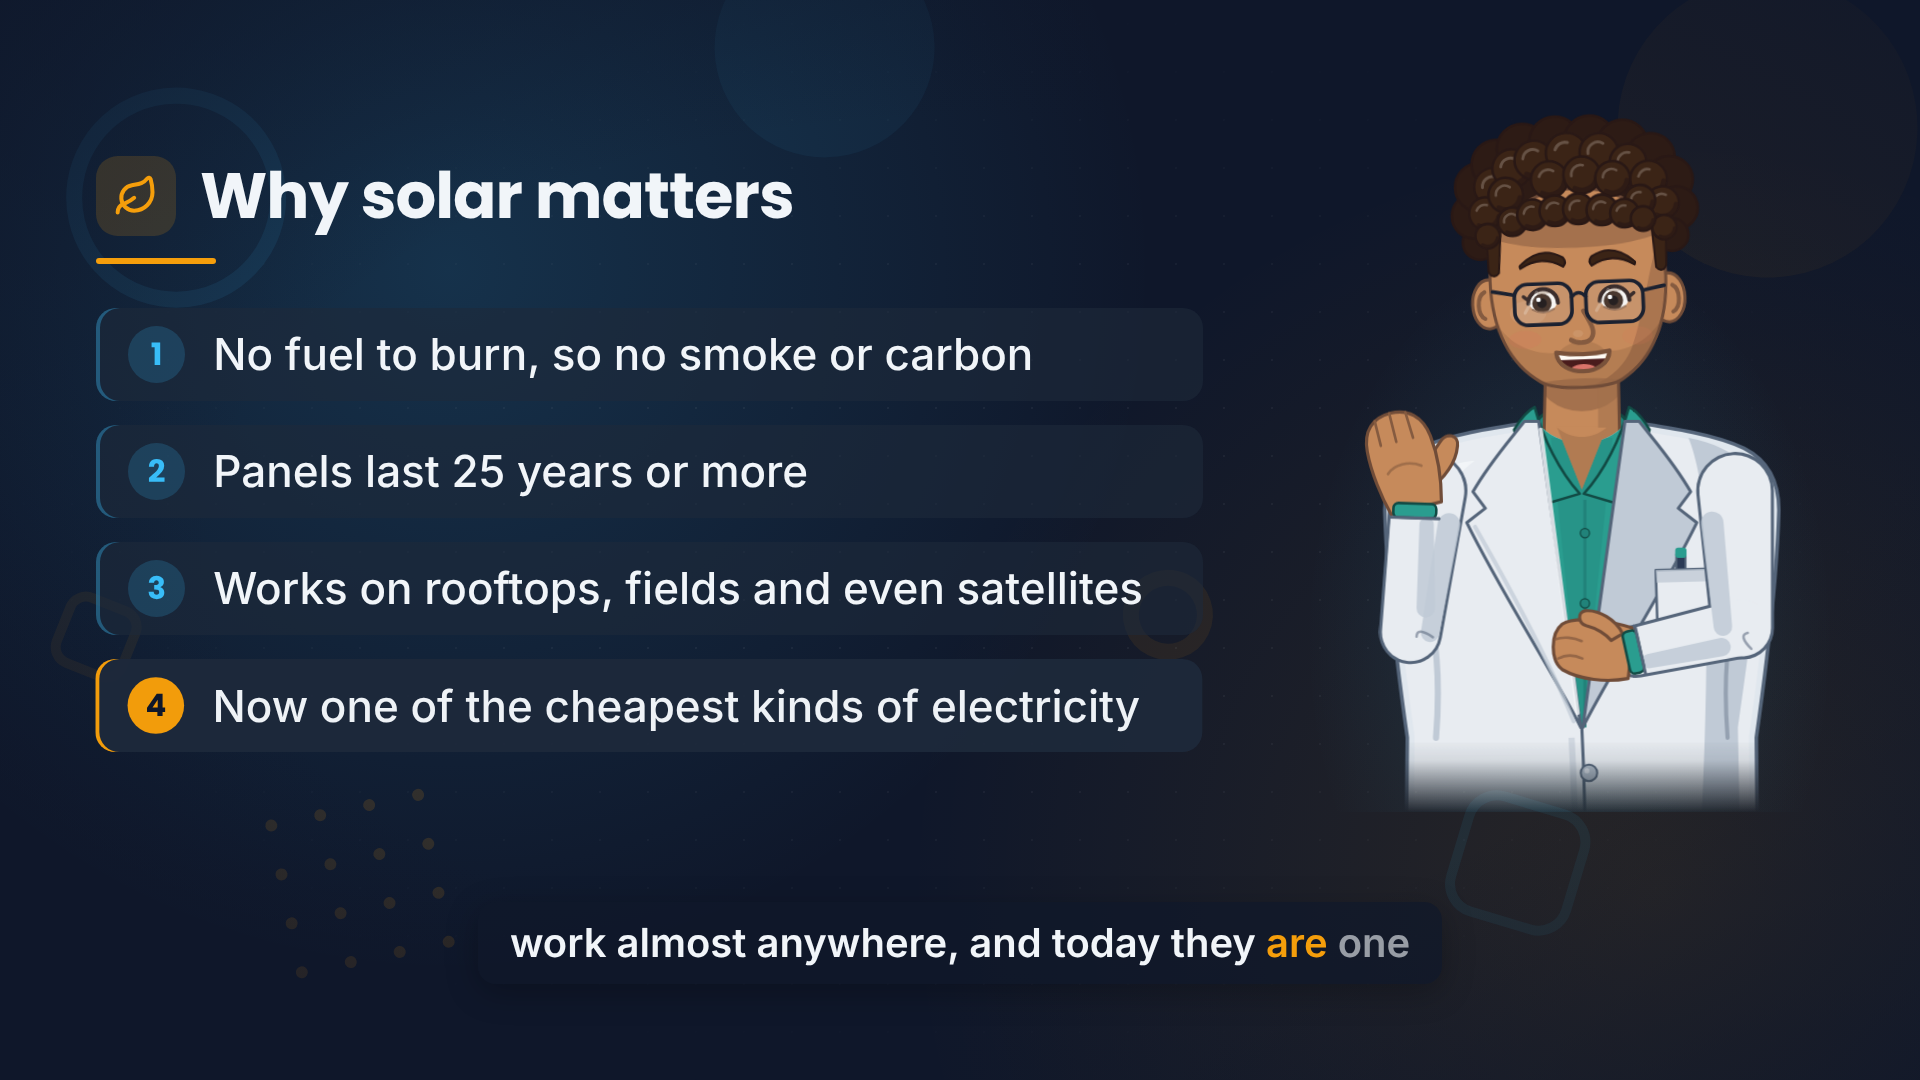 Why solar matters
1 No fuel to burn, so no smoke or carbon
2 Panels last 25 years or more
3 Works on rooftops, fields and even satellites
4 Now one of the cheapest kinds of electricity
work almost anywhere, and today they are one